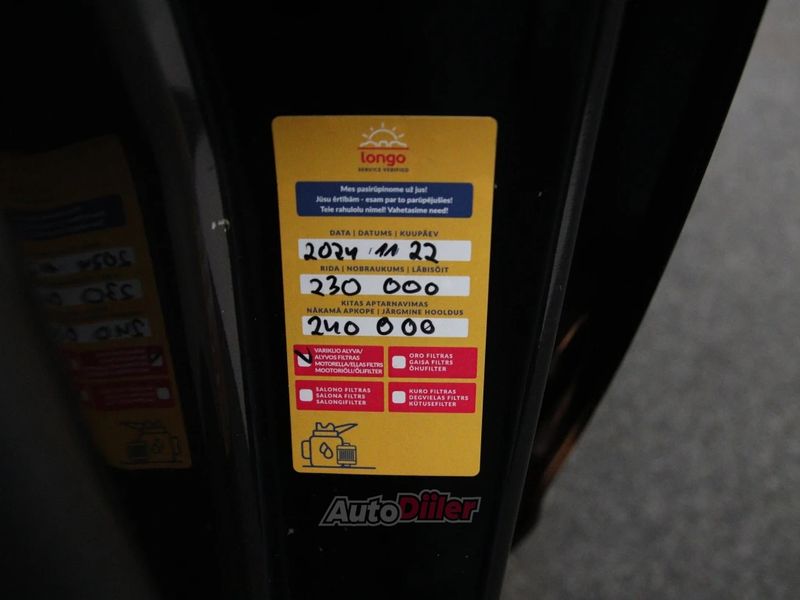 longo
SERVICE VERIFIED
Mes pasirūpinome už jus!
Jūsu ērtībām - esam par to parūpējušies!
Teie rahulolu nimel! Vahetasime need!
DATA | DATUMS | KUUPÄEV
2024 11 22
RIDA | NOBRAUKUMS | LÄBISÕIT
230 000
KITAS APTARNAVIMAS
NĀKAMĀ APKOPE | JÄRGMINE HOOLDUS
240 000
VARIKLIO ALYVA/
ALYVOS FILTRAS
MOTOREĻĻA/EĻĻAS FILTRS
MOOTORIÕLI/ÕLIFILTER
ORO FILTRAS
GAISA FILTRS
ÕHUFILTER
SALONO FILTRAS
SALONA FILTRS
SALONGIFILTER
KURO FILTRAS
DEGVIELAS FILTRS
KÜTUSEFILTER
AutoDiiler